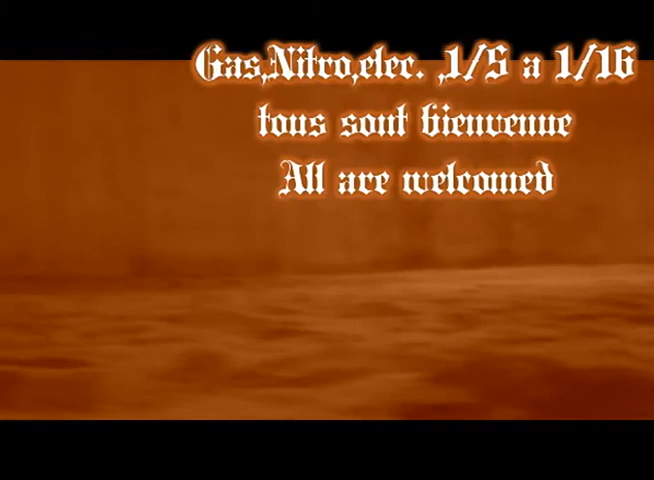 Gas,Nitro,elec. ,1/5 a 1/16
tous sont bienvenue
All are welcomed